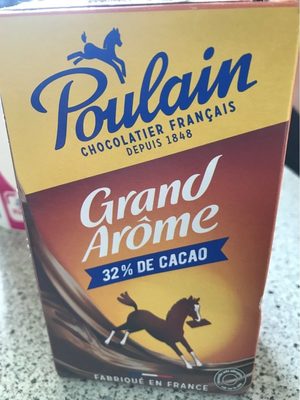 Poulain
CHOCOLATIER FRANÇAIS
DEPUIS 1848
Grand
Arôme
32% DE CACAO
FABRIQUÉ EN FRANCE